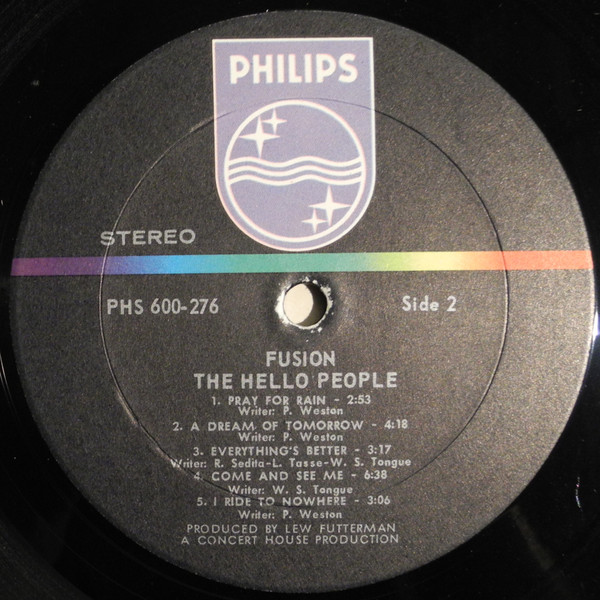 PHILIPS
STEREO
PHS 600-276
Side 2
FUSION
THE HELLO PEOPLE
1. PRAY FOR RAIN - 2:53
Writer: P. Weston
2. A DREAM OF TOMORROW - 4:18
Writer: P. Weston
3. EVERYTHING'S BETTER - 3:17
Writer: R. Sedita-L. Tasse-W. S. Tongue
4. COME AND SEE ME - 6:38
Writer: W. S. Tongue
5. I RIDE TO NOWHERE - 3:06
Writer: P. Weston
PRODUCED BY LEW FUTTERMAN
A CONCERT HOUSE PRODUCTION